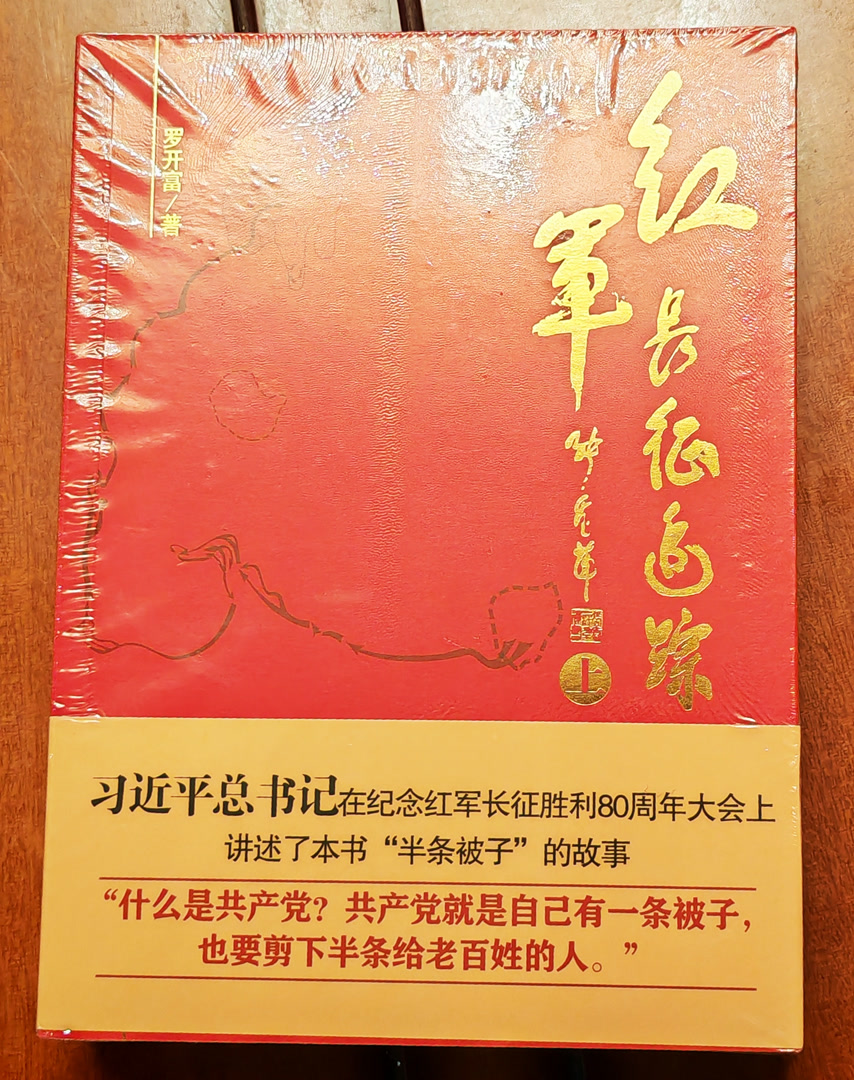 红軍
長征追踪
上
罗开富/著
习近平总书记在纪念红军长征胜利80周年大会上
讲述了本书“半条被子”的故事
“什么是共产党？共产党就是自己有一条被子，
也要剪下半条给老百姓的人。”